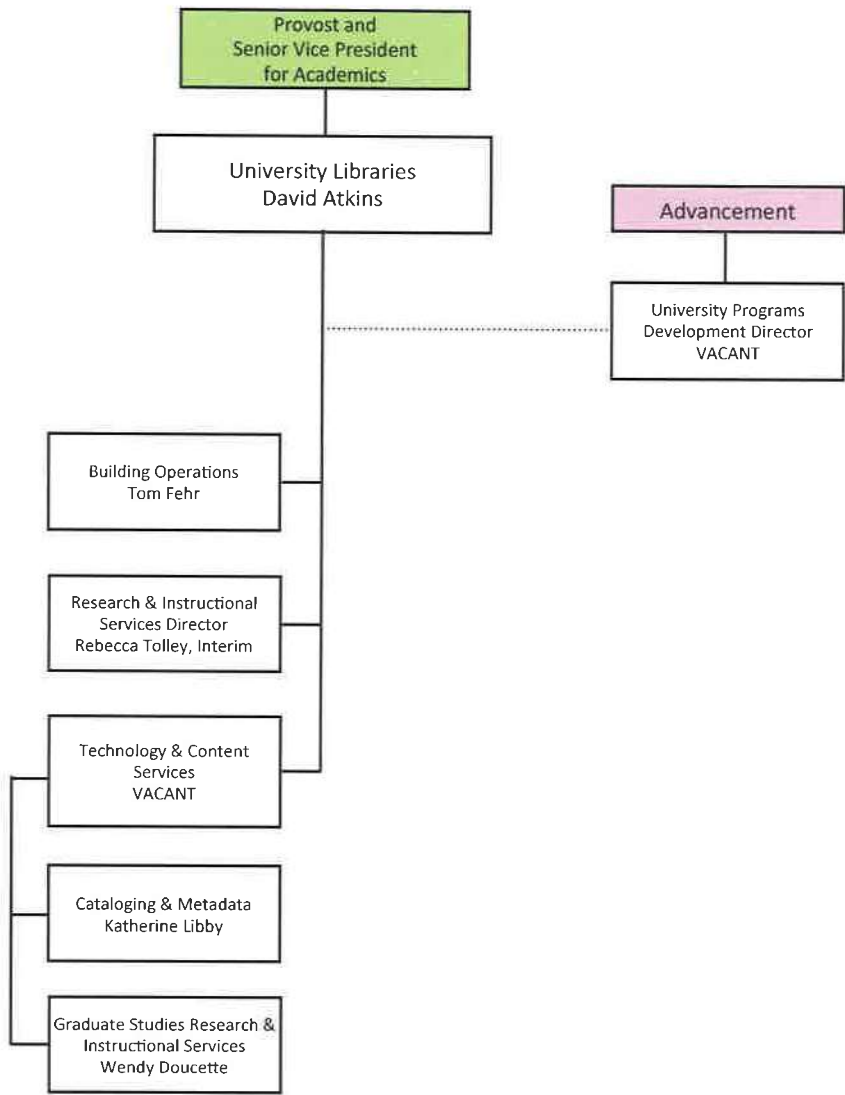 Provost and
Senior Vice President
for Academics
University Libraries
David Atkins
Advancement
University Programs
Development Director
VACANT
Building Operations
Tom Fehr
Research & Instructional
Services Director
Rebecca Tolley, Interim
Technology & Content
Services
VACANT
Cataloging & Metadata
Katherine Libby
Graduate Studies Research &
Instructional Services
Wendy Doucette